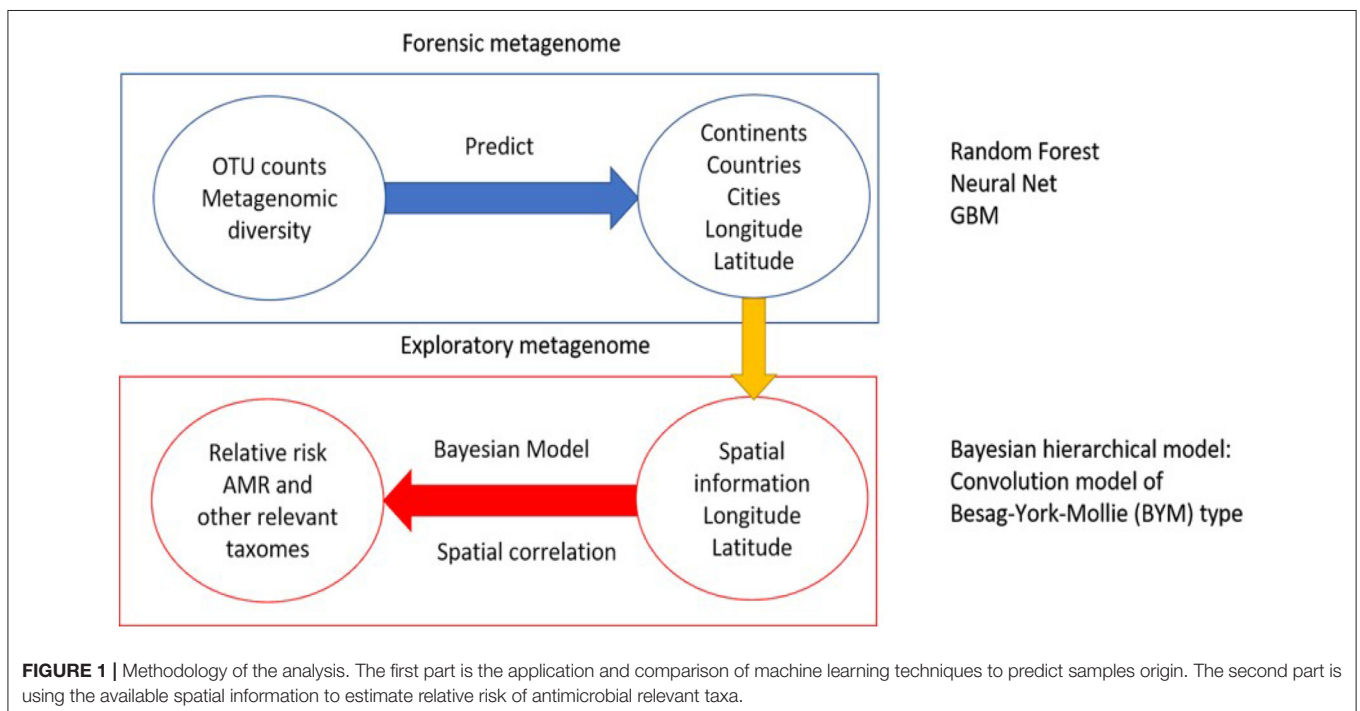 Forensic metagenome
OTU counts
Metagenomic
diversity
Predict
Continents
Countries
Cities
Longitude
Latitude
Random Forest
Neural Net
GBM
Exploratory metagenome
Relative risk
AMR and
other relevant
taxomes
Bayesian Model
Spatial correlation
Spatial
information
Longitude
Latitude
Bayesian hierarchical model:
Convolution model of
Besag-York-Mollie (BYM) type
FIGURE 1 | Methodology of the analysis. The first part is the application and comparison of machine learning techniques to predict samples origin. The second part is
using the available spatial information to estimate relative risk of antimicrobial relevant taxa.